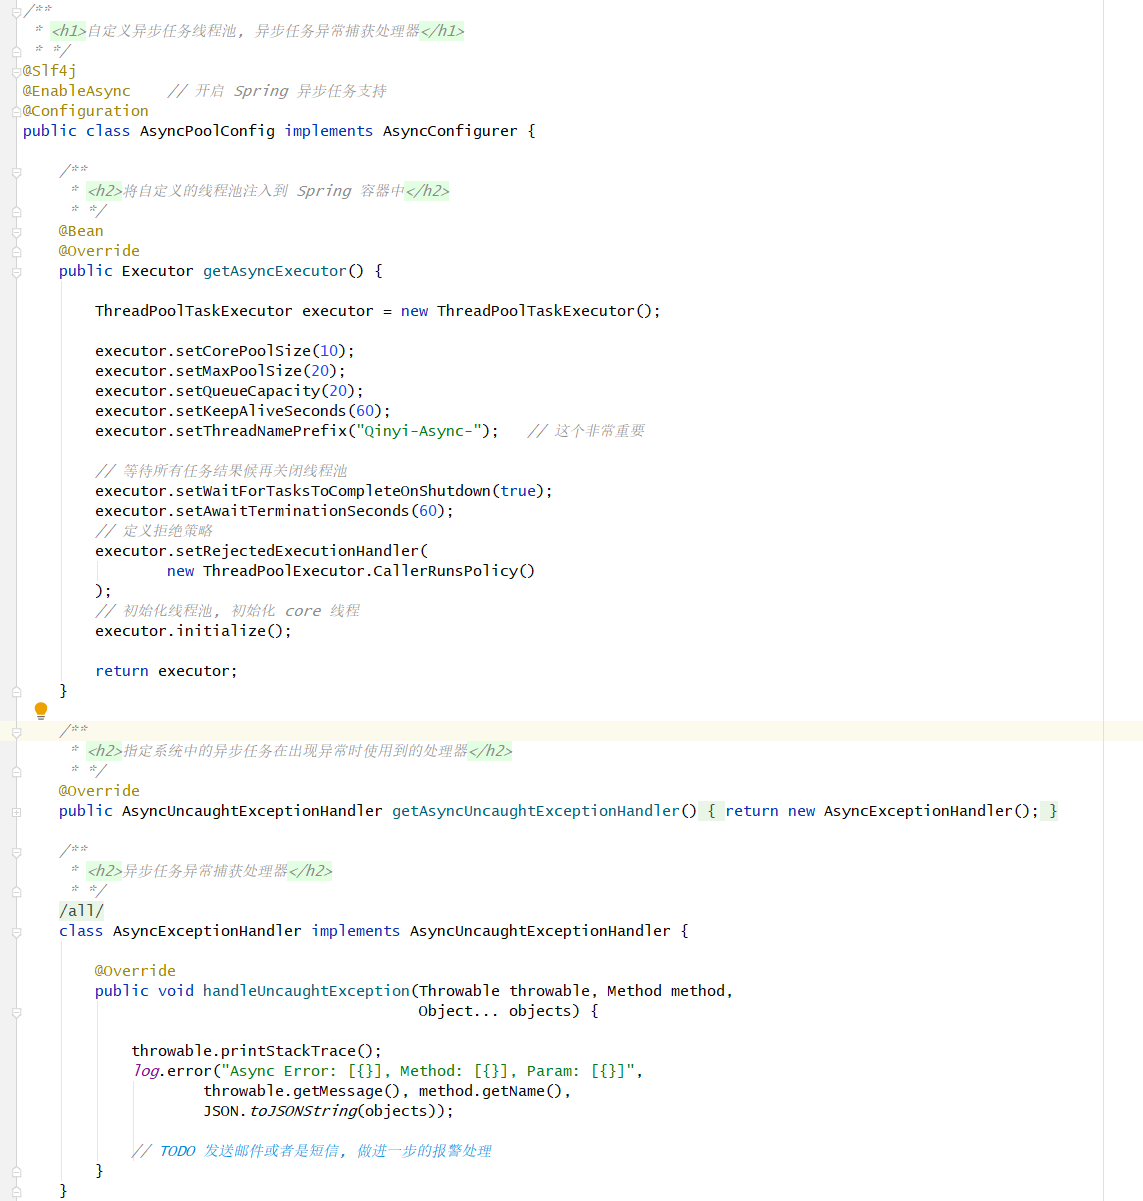 /**
 * <h1>自定义异步任务线程池, 异步任务异常捕获处理器</h1>
 * */
@Slf4j
@EnableAsync    // 开启 Spring 异步任务支持
@Configuration
public class AsyncPoolConfig implements AsyncConfigurer {
    /**
     * <h2>将自定义的线程池注入到 Spring 容器中</h2>
     * */
    @Bean
    @Override
    public Executor getAsyncExecutor() {
        ThreadPoolTaskExecutor executor = new ThreadPoolTaskExecutor();
        executor.setCorePoolSize(10);
        executor.setMaxPoolSize(20);
        executor.setQueueCapacity(20);
        executor.setKeepAliveSeconds(60);
        executor.setThreadNamePrefix("Qinyi-Async-");   // 这个非常重要
        // 等待所有任务结果候再关闭线程池
        executor.setWaitForTasksToCompleteOnShutdown(true);
        executor.setAwaitTerminationSeconds(60);
        // 定义拒绝策略
        executor.setRejectedExecutionHandler(
                new ThreadPoolExecutor.CallerRunsPolicy()
        );
        // 初始化线程池, 初始化 core 线程
        executor.initialize();
        return executor;
    }
    /**
     * <h2>指定系统中的异步任务在出现异常时使用到的处理器</h2>
     * */
    @Override
    public AsyncUncaughtExceptionHandler getAsyncUncaughtExceptionHandler() { return new AsyncExceptionHandler(); }
    /**
     * <h2>异步任务异常捕获处理器</h2>
     * */
    /all/
    class AsyncExceptionHandler implements AsyncUncaughtExceptionHandler {
        @Override
        public void handleUncaughtException(Throwable throwable, Method method,
                                            Object... objects) {
            throwable.printStackTrace();
            log.error("Async Error: [{}], Method: [{}], Param: [{}]",
                    throwable.getMessage(), method.getName(),
                    JSON.toJSONString(objects));
            // TODO 发送邮件或者是短信, 做进一步的报警处理
        }
    }